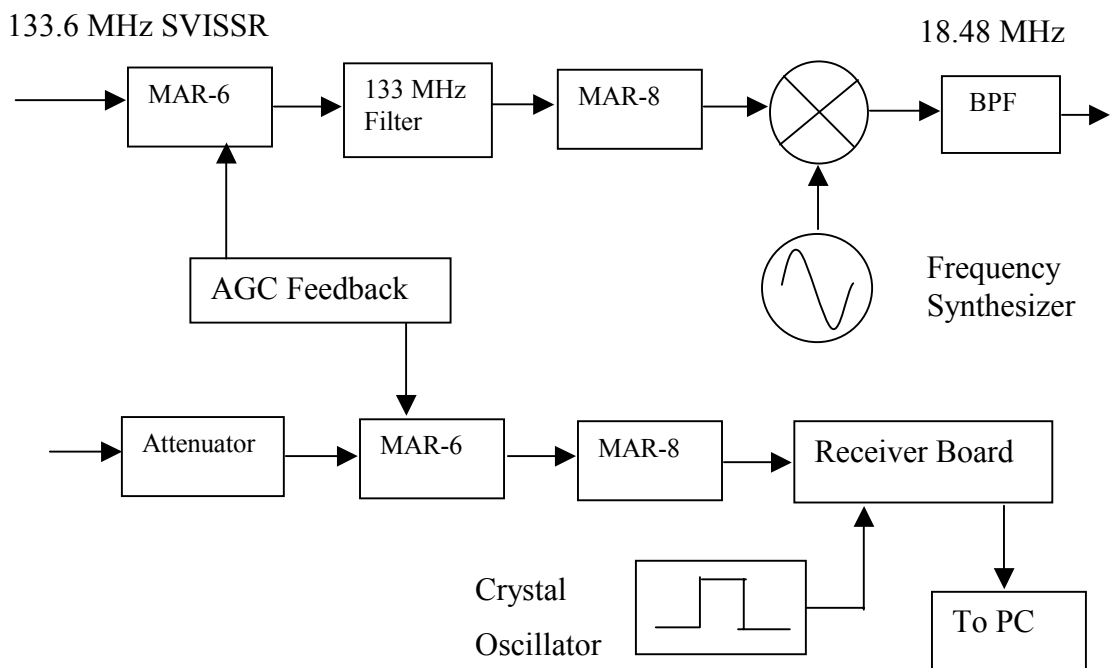 133.6 MHz SVISSR
18.48 MHz
MAR-6
133 MHz
Filter
MAR-8
BPF
AGC Feedback
Frequency
Synthesizer
Attenuator
MAR-6
MAR-8
Receiver Board
Crystal
Oscillator
To PC